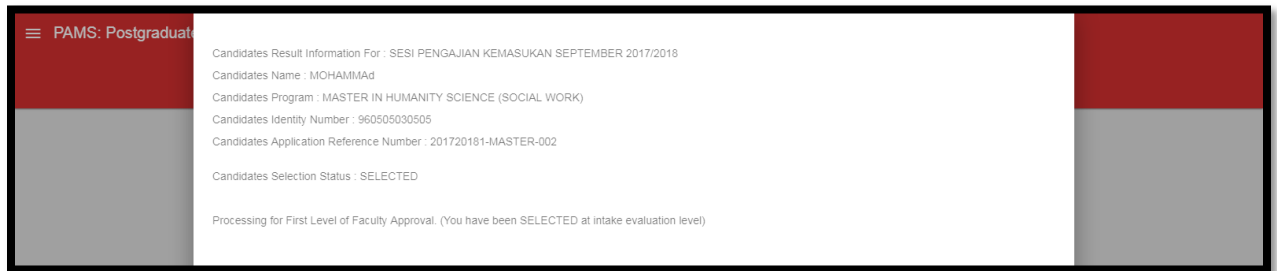 PAMS: Postgraduate
Candidates Result Information For : SESI PENGAJIAN KEMASUKAN SEPTEMBER 2017/2018
Candidates Name : MOHAMMAd
Candidates Program : MASTER IN HUMANITY SCIENCE (SOCIAL WORK)
Candidates Identity Number : 960505030505
Candidates Application Reference Number : 201720181-MASTER-002
Candidates Selection Status : SELECTED
Processing for First Level of Faculty Approval. (You have been SELECTED at intake evaluation level)